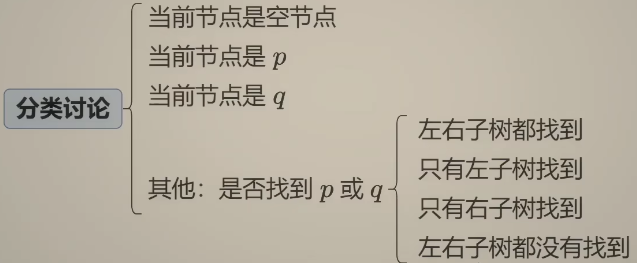 分类讨论
当前节点是空节点
当前节点是 p
当前节点是 q
其他：是否找到 p 或 q
左右子树都找到
只有左子树找到
只有右子树找到
左右子树都没有找到